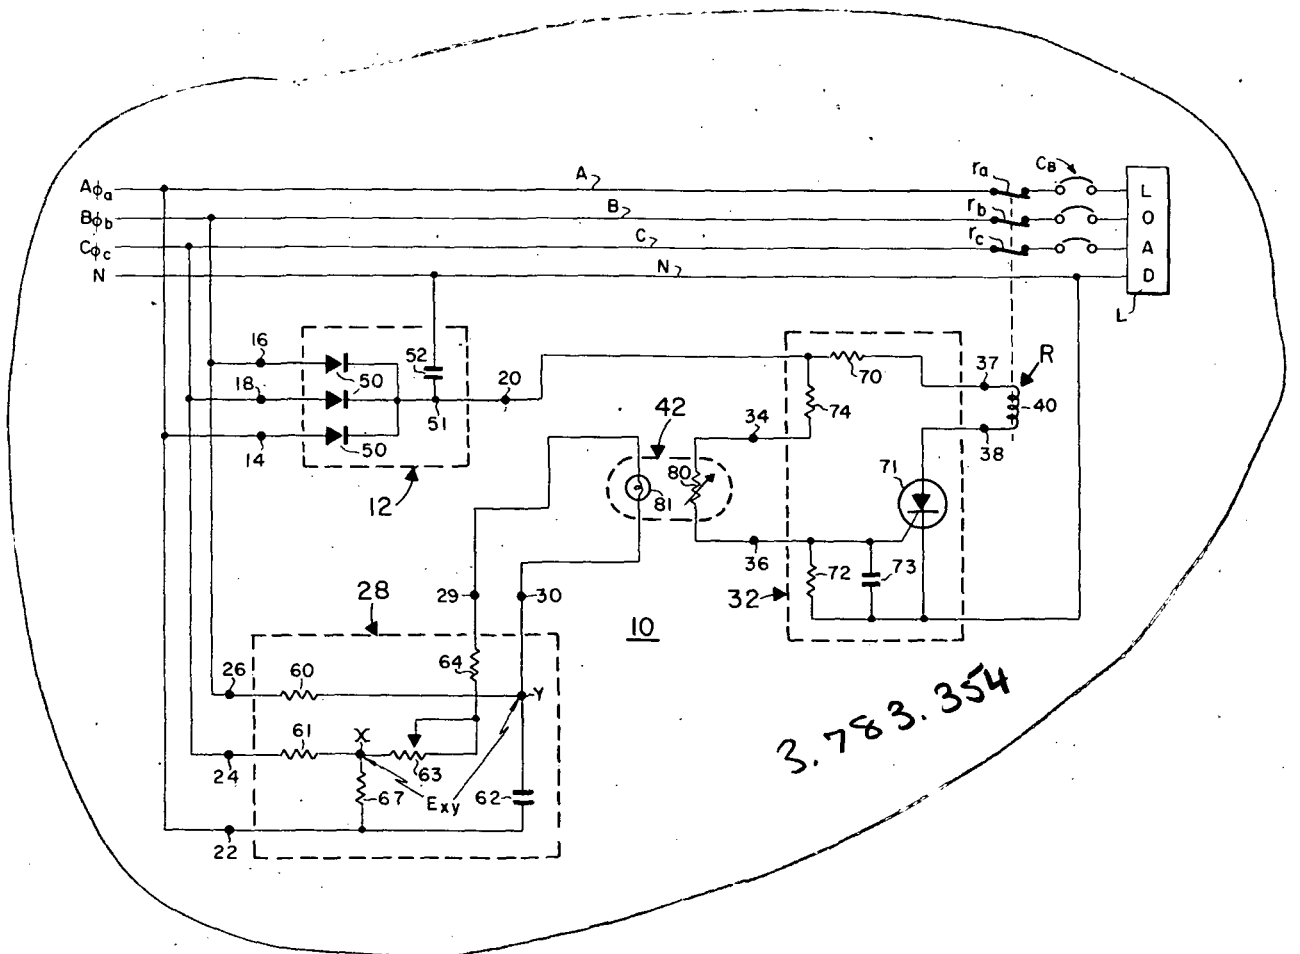 Aϕa A ra CB L
Bϕb B rb O
Cϕc C rc A
N N D
L
16 50 52 20 37 R
18 51 70 40
14 50 74 38
12 42 34 71
80 81
36 72 73
29 30 32
28 10
26 60 64 Y
61 X 63
24 67 Exy 62
22
3.783.354